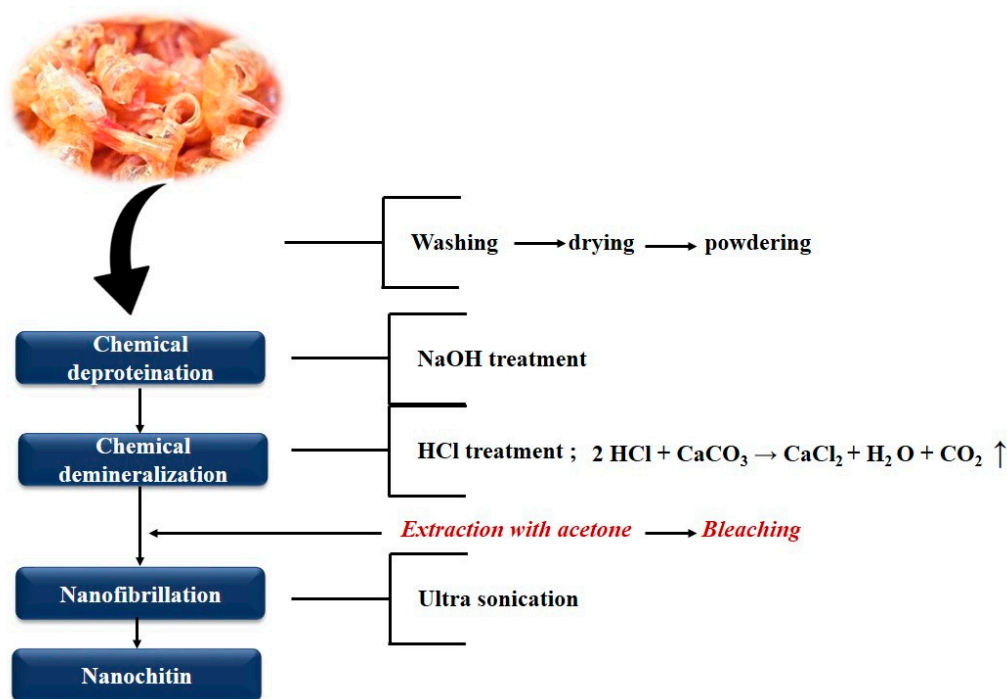 Washing → drying → powdering
Chemical
deproteination
NaOH treatment
Chemical
demineralization
HCl treatment ; 2 HCl + CaCO₃ → CaCl₂ + H₂ O + CO₂ ↑
Extraction with acetone → Bleaching
Nanofibrillation
Ultra sonication
Nanochitin